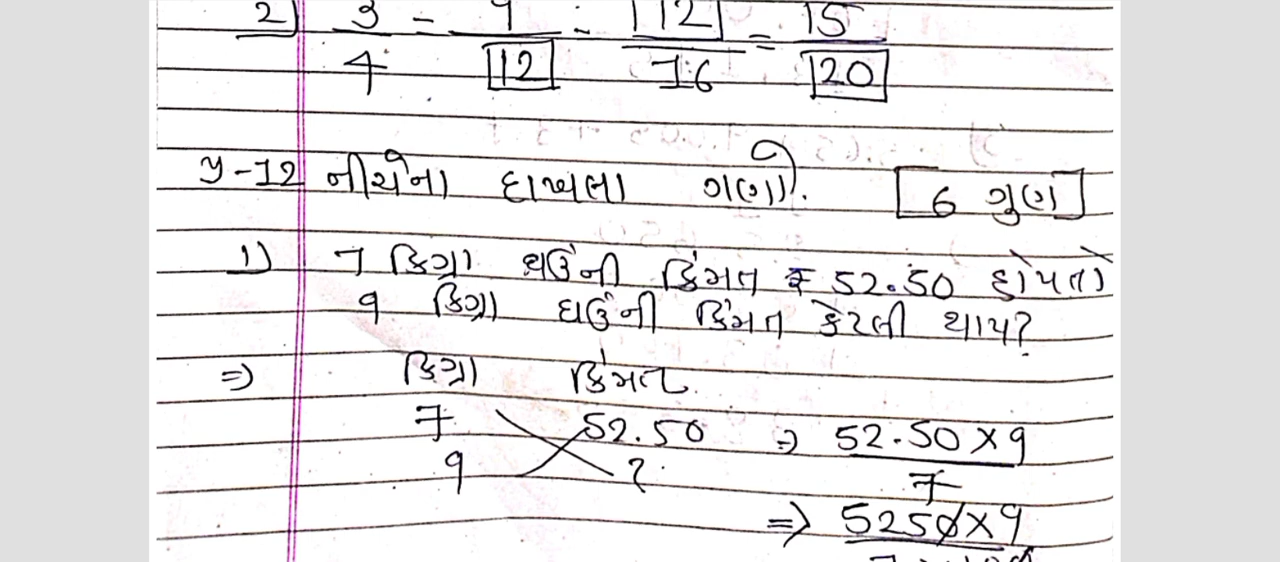 2) 3/4 = 9/12 = 12/16 = 15/20
પ્ર-12 નીચેના દાખલા ગણો. 6 ગુણ
1) 7 કિગ્રા ઘઉંની કિંમત ₹ 52.50 હોય તો
9 કિગ્રા ઘઉંની કિંમત કેટલી થાય?
⇒ કિગ્રા કિંમત
7 52.50 ⇒ 52.50 × 9 / 7
9 ?
⇒ 5250 × 9